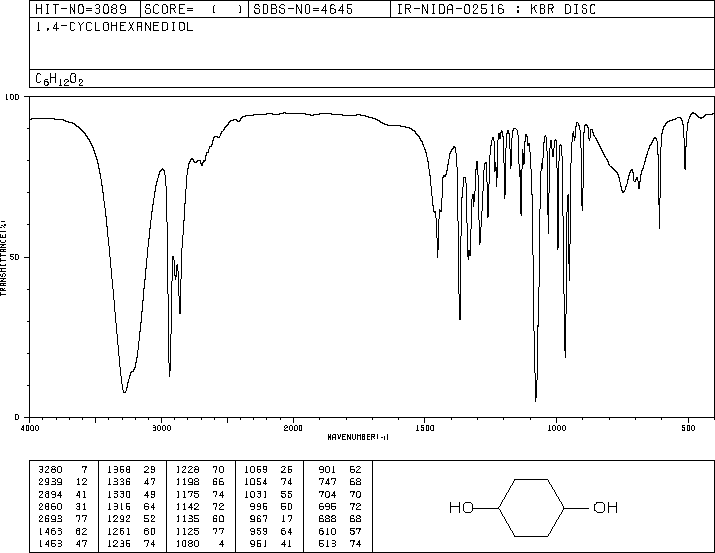 HIT-NO=3089 SCORE= ( ) SDBS-NO=4645 IR-NIDA-02516 : KBR DISC
1,4-CYCLOHEXANEDIOL
C6H12O2
100
50
0
TRANSMITTANCE(%)
4000 3000 2000 1500 1000 500
WAVENUMBER(-1)
3280 7 1368 29 1228 70 1069 26 901 62
2939 12 1336 47 1198 66 1054 74 747 68
2894 41 1330 49 1175 74 1031 55 704 70
2860 31 1316 64 1142 72 996 50 695 72
2693 77 1292 52 1135 60 967 17 688 68
1463 62 1261 60 1125 77 959 64 610 57
1453 47 1236 74 1080 4 951 41 513 74
HO OH